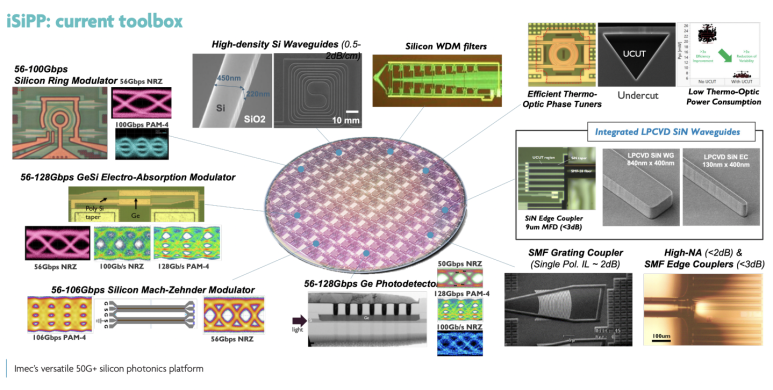 iSiPP: current toolbox
56-100Gbps
Silicon Ring Modulator
56Gbps NRZ
100Gbps PAM-4
High-density Si Waveguides (0.5-
2dB/cm)
450nm
220nm
Si
SiO2
10 mm
Silicon WDM filters
Efficient Thermo-
Optic Phase Tuners
UCUT
Undercut
No UCUT
With UCUT
Low Thermo-Optic
Power Consumption
Integrated LPCVD SiN Waveguides
UCUT region
SiN Edge Coupler
9um MFD (<3dB)
LPCVD SiN WG
840nm x 400nm
LPCVD SiN EC
130nm x 400nm
56-128Gbps GeSi Electro-Absorption Modulator
Poly Si
taper
Ge
56Gbps NRZ
100Gb/s NRZ
128Gbps PAM-4
56-106Gbps Silicon Mach-Zehnder Modulator
106Gbps PAM-4
56Gbps NRZ
56-128Gbps Ge Photodetector
light
Ge
50Gbps NRZ
128Gbps PAM-4
100Gb/s NRZ
SMF Grating Coupler
(Single Pol. IL ~ 2dB)
High-NA (<2dB) &
SMF Edge Couplers (<3dB)
100um
Imec's versatile 50G+ silicon photonics platform